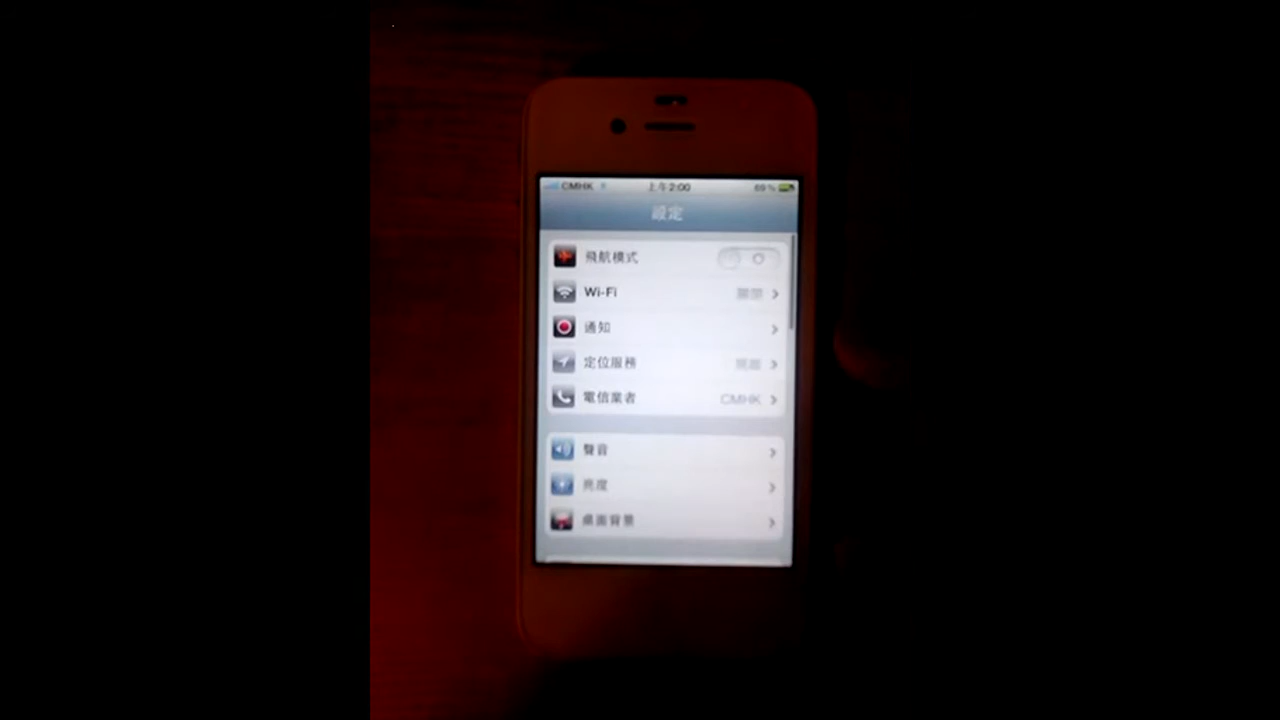 CMHK 上午2:00 69%
設定
飛航模式
Wi-Fi
通知
定位服務
電信業者 CMHK
聲音
亮度
桌面背景